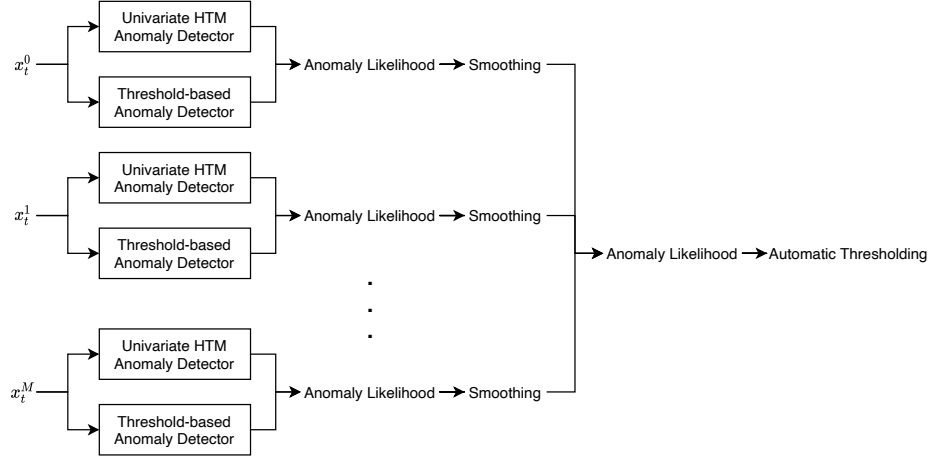 Univariate HTM
Anomaly Detector
$x_t^0$
Threshold-based
Anomaly Detector
Anomaly Likelihood
Smoothing
Univariate HTM
Anomaly Detector
$x_t^1$
Threshold-based
Anomaly Detector
Anomaly Likelihood
Smoothing
Anomaly Likelihood
Automatic Thresholding
Univariate HTM
Anomaly Detector
$x_t^M$
Threshold-based
Anomaly Detector
Anomaly Likelihood
Smoothing